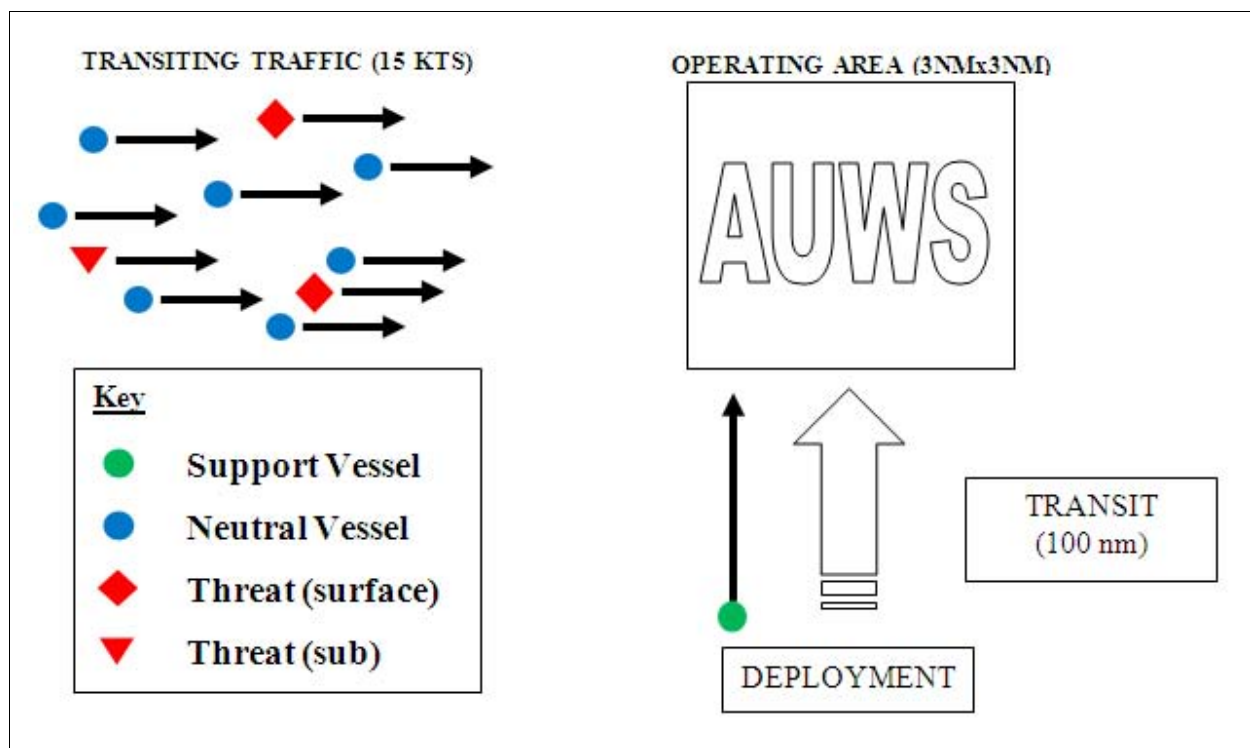 TRANSITING TRAFFIC (15 KTS)
OPERATING AREA (3NMx3NM)
AUWS
Key
Support Vessel
Neutral Vessel
Threat (surface)
Threat (sub)
TRANSIT
(100 nm)
DEPLOYMENT